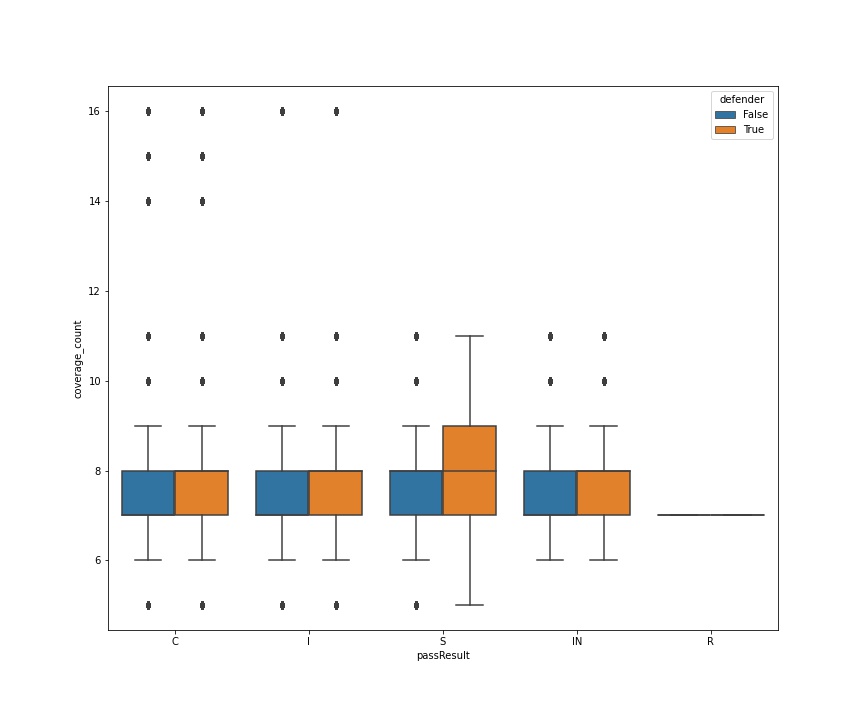 defender
False
True
16
14
12
10
8
6
coverage_count
C I S IN R
passResult